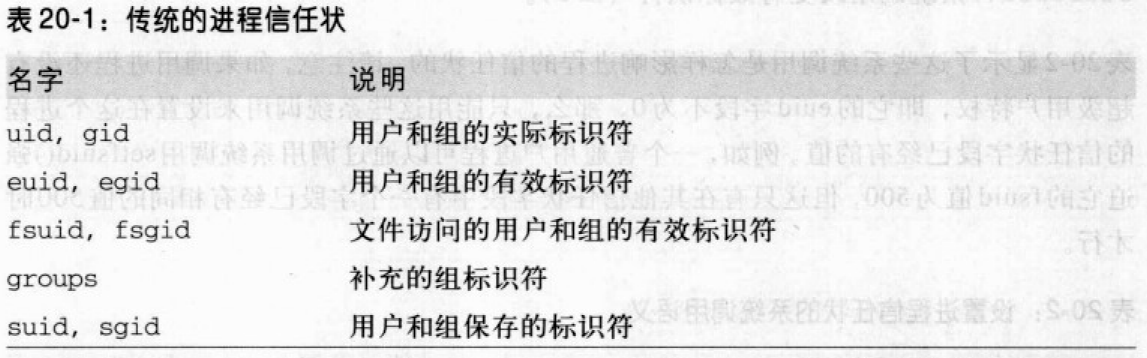 表 20-1：传统的进程信任状
名字 说明
uid, gid 用户和组的实际标识符
euid, egid 用户和组的有效标识符
fsuid, fsgid 文件访问的用户和组的有效标识符
groups 补充的组标识符
suid, sgid 用户和组保存的标识符